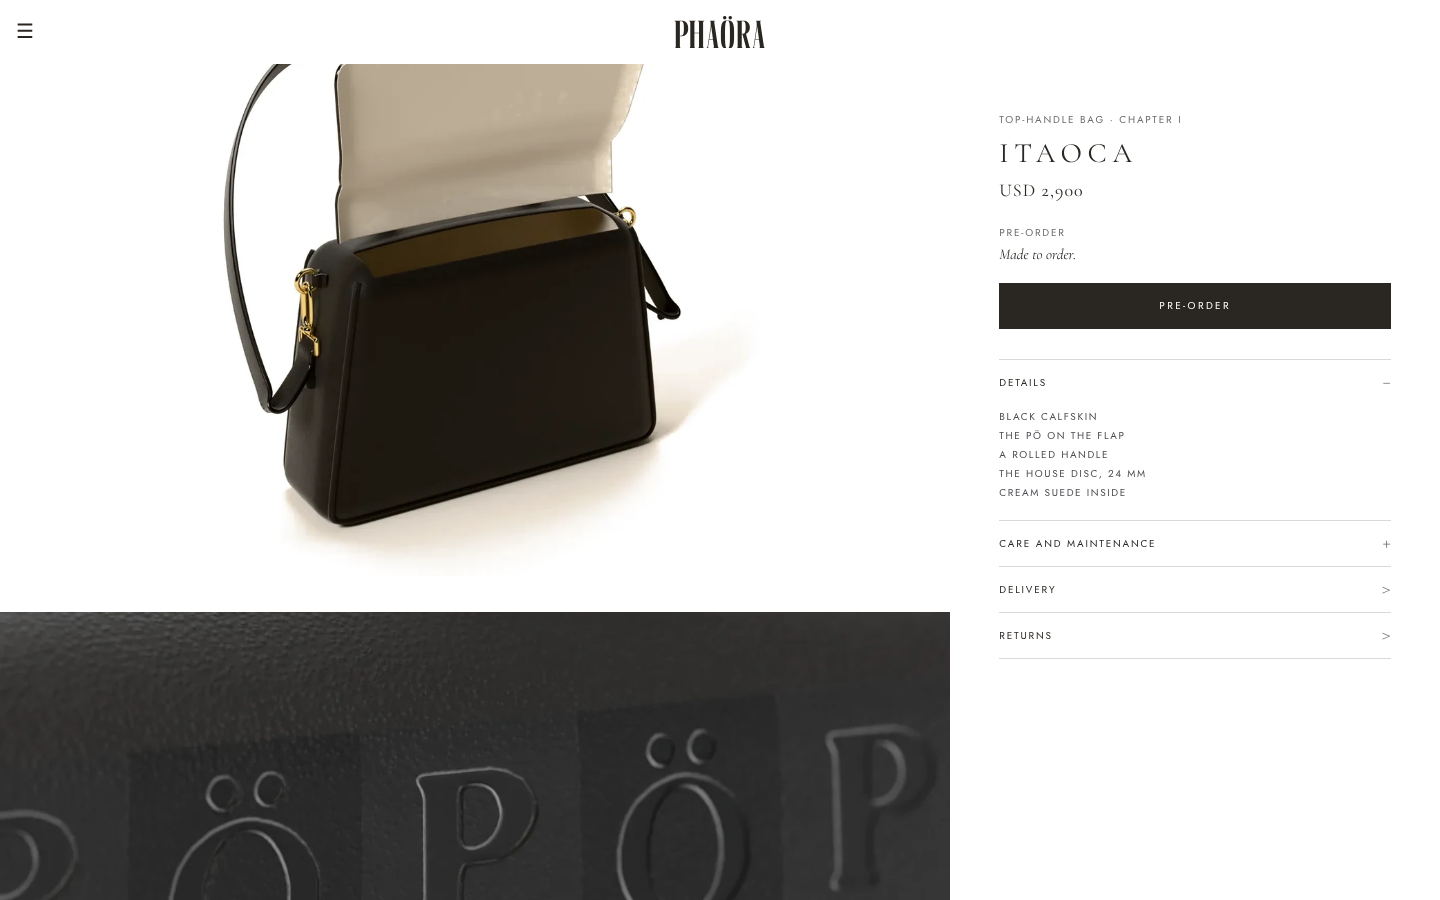 PHAÖRA
TOP-HANDLE BAG · CHAPTER I
ITAOCA
USD 2,900
PRE-ORDER
Made to order.
PRE-ORDER
DETAILS
BLACK CALFSKIN
THE PÖ ON THE FLAP
A ROLLED HANDLE
THE HOUSE DISC, 24 MM
CREAM SUEDE INSIDE
CARE AND MAINTENANCE
DELIVERY
RETURNS
P Ö P Ö P